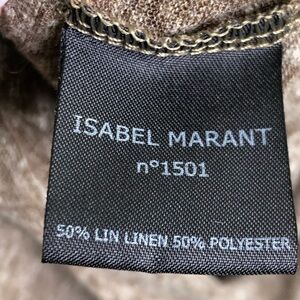 ISABEL MARANT
n°1501
50% LIN LINEN 50% POLYESTER